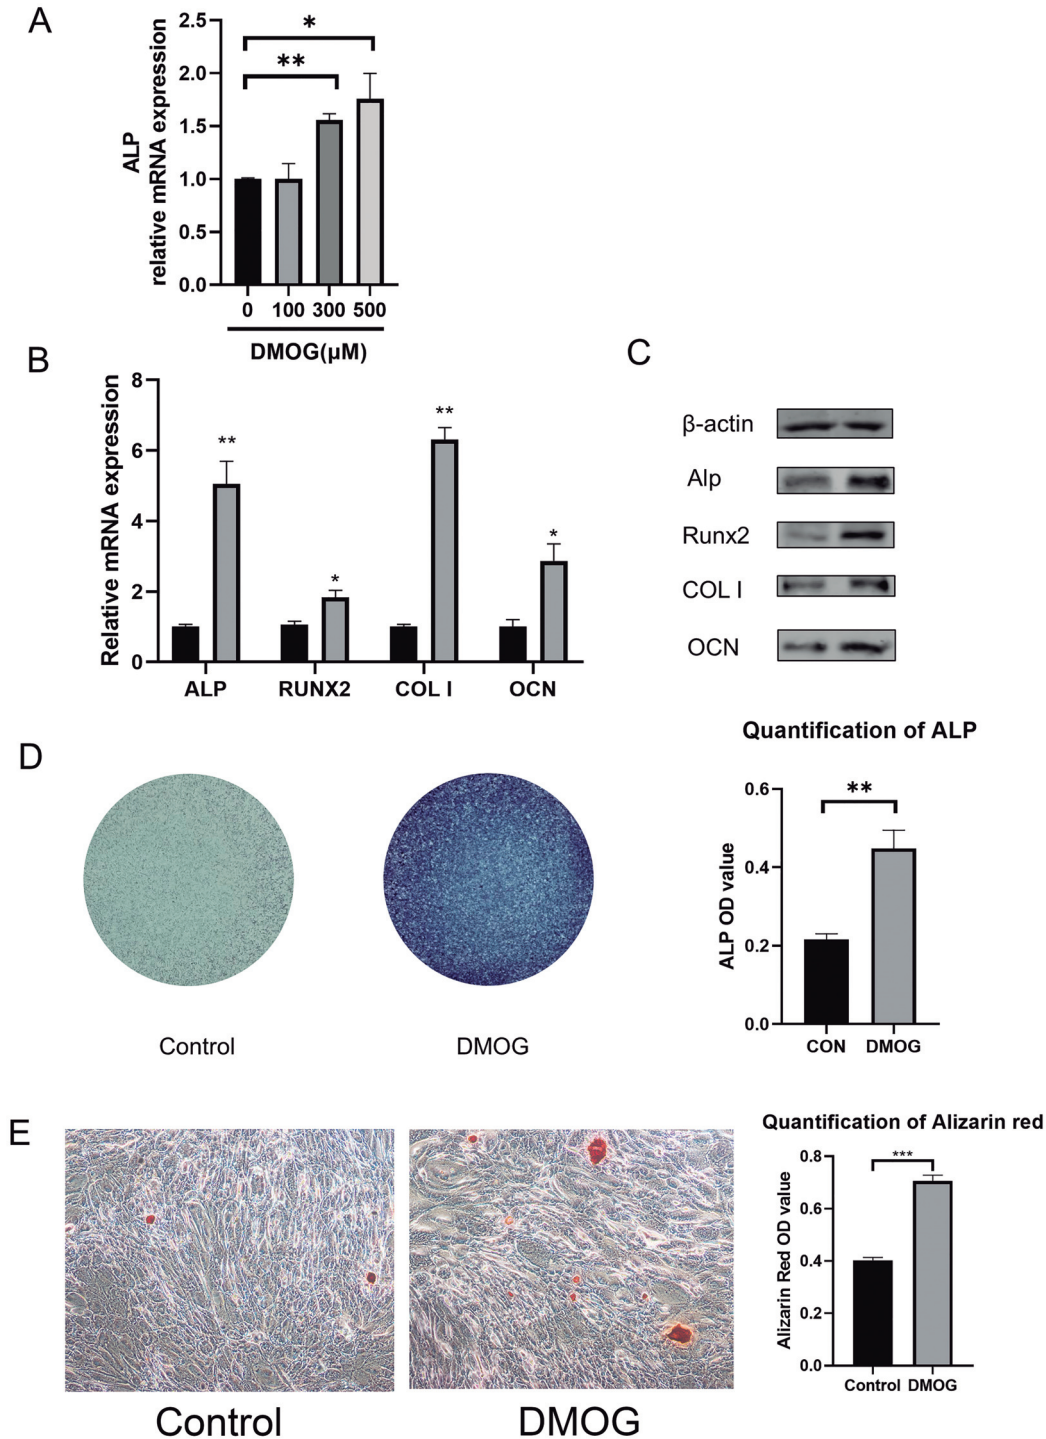 A
ALP
relative mRNA expression
2.5
2.0
1.5
1.0
0.5
0.0
*
**
0 100 300 500
DMOG(μM)
B
Relative mRNA expression
8
6
4
2
0
**
*
**
*
ALP RUNX2 COL I OCN
C
β-actin
Alp
Runx2
COL I
OCN
D
Control
DMOG
Quantification of ALP
ALP OD value
0.6
0.4
0.2
0.0
**
CON DMOG
E
Control
DMOG
Quantification of Alizarin red
Alizarin Red OD value
0.8
0.6
0.4
0.2
0.0
***
Control DMOG